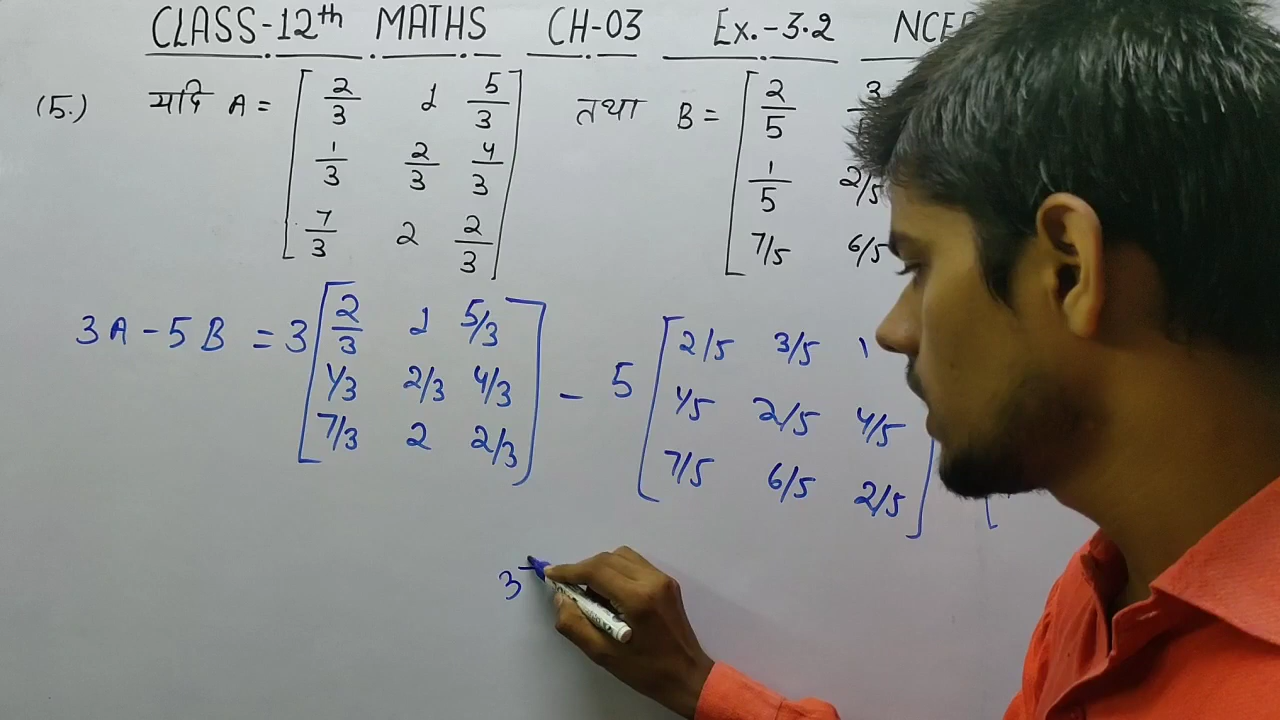 CLASS-12th MATHS CH-03 Ex.-3.2
(5.) यदि A = [ 2/3 1 5/3 तथा B = [ 2/5
1/3 2/3 4/3 1/5 2/5
7/3 2 2/3 ] 7/5 6/5
3A - 5B = 3 [ 2/3 1 5/3 - 5 [ 2/5 3/5 1
1/3 2/3 4/3 1/5 2/5 4/5
7/3 2 2/3 ] 7/5 6/5 2/5 ]
3